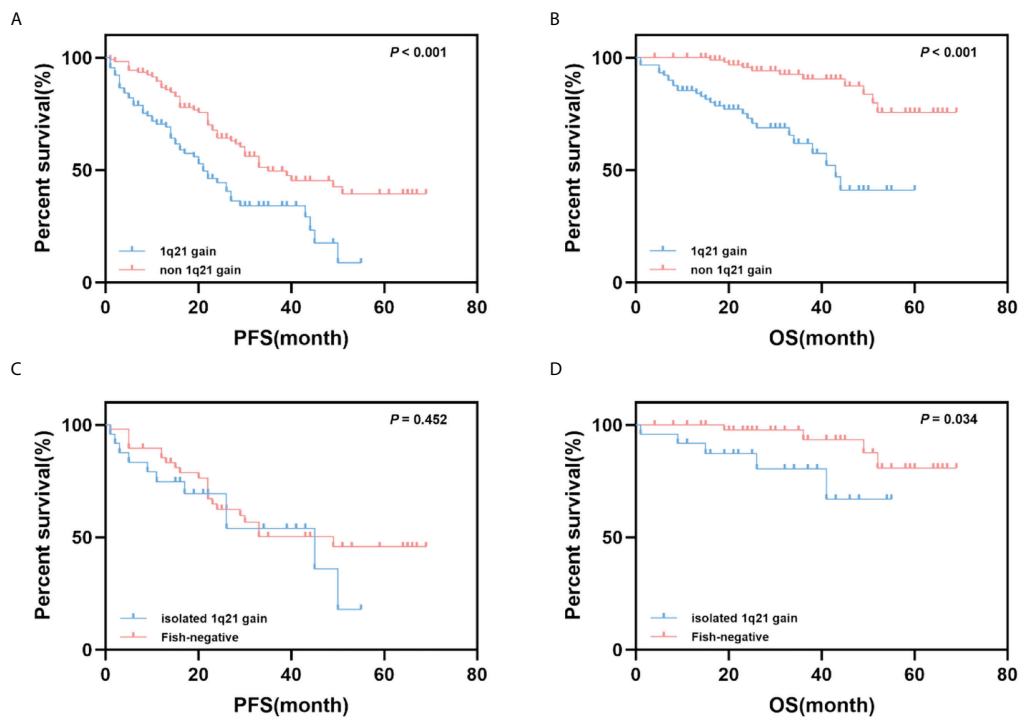 A
Percent survival(%)
100
50
0
P < 0.001
1q21 gain
non 1q21 gain
0 20 40 60 80
PFS(month)
B
Percent survival(%)
100
50
0
P < 0.001
1q21 gain
non 1q21 gain
0 20 40 60 80
OS(month)
C
Percent survival(%)
100
50
0
P = 0.452
isolated 1q21 gain
Fish-negative
0 20 40 60 80
PFS(month)
D
Percent survival(%)
100
50
0
P = 0.034
isolated 1q21 gain
Fish-negative
0 20 40 60 80
OS(month)